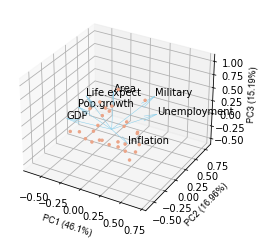 Area
Life.expect
Military
Pop.growth
Unemployment
GDP
Inflation
1.00
0.75
0.50
0.25
0.00
−0.25
−0.50
PC3 (15.19%)
−0.50
−0.25
0.00
0.25
0.50
0.75
PC1 (46.1%)
0.75
0.50
0.25
0.00
−0.25
−0.50
PC2 (16.96%)